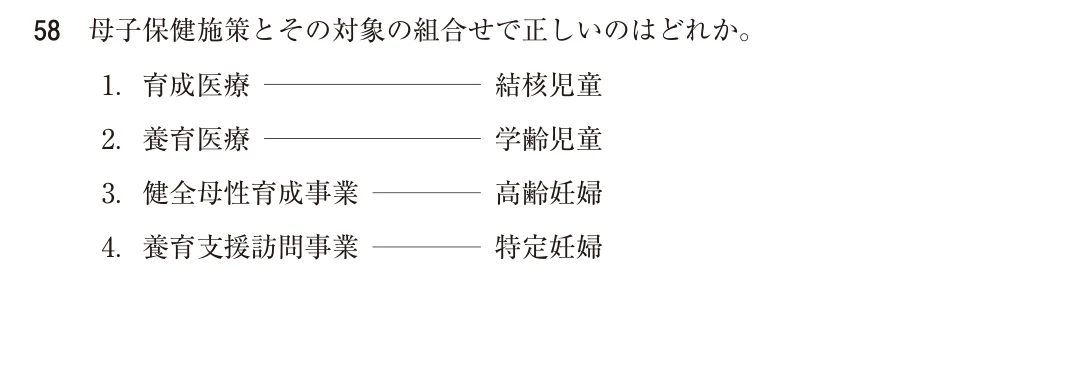 58 母子保健施策とその対象の組合せで正しいのはどれか。
1. 育成医療 ――――――――― 結核児童
2. 養育医療 ――――――――― 学齢児童
3. 健全母性育成事業 ――――― 高齢妊婦
4. 養育支援訪問事業 ――――― 特定妊婦